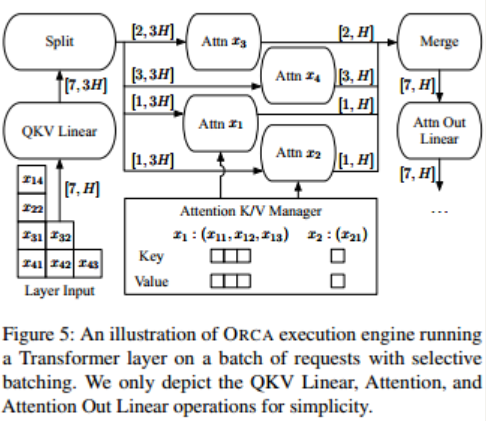 Split
[2, 3H]
Attn x₃
[2, H]
Merge
[7, 3H]
[3, 3H]
Attn x₄
[3, H]
[7, H]
[1, 3H]
[1, H]
QKV Linear
Attn x₁
Attn Out
Linear
Attn x₂
x₁₄
[7, H]
[1, 3H]
[1, H]
[7, H]
x₂₂
...
x₃₁ x₃₂
x₄₁ x₄₂ x₄₃
Layer Input
Attention K/V Manager
x₁ : (x₁₁, x₁₂, x₁₃) x₂ : (x₂₁)
Key
Value
Figure 5: An illustration of ORCA execution engine running
a Transformer layer on a batch of requests with selective
batching. We only depict the QKV Linear, Attention, and
Attention Out Linear operations for simplicity.